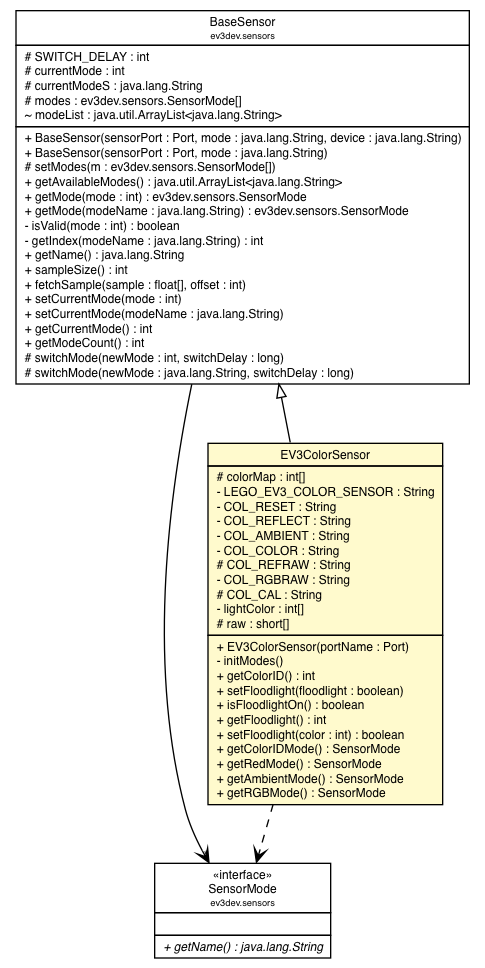 BaseSensor
ev3dev.sensors
# SWITCH_DELAY : int
# currentMode : int
# currentModeS : java.lang.String
# modes : ev3dev.sensors.SensorMode[]
~ modeList : java.util.ArrayList<java.lang.String>
+ BaseSensor(sensorPort : Port, mode : java.lang.String, device : java.lang.String)
+ BaseSensor(sensorPort : Port, mode : java.lang.String)
# setModes(m : ev3dev.sensors.SensorMode[])
+ getAvailableModes() : java.util.ArrayList<java.lang.String>
+ getMode(mode : int) : ev3dev.sensors.SensorMode
+ getMode(modeName : java.lang.String) : ev3dev.sensors.SensorMode
- isValid(mode : int) : boolean
- getIndex(modeName : java.lang.String) : int
+ getName() : java.lang.String
+ sampleSize() : int
+ fetchSample(sample : float[], offset : int)
+ setCurrentMode(mode : int)
+ setCurrentMode(modeName : java.lang.String)
+ getCurrentMode() : int
+ getModeCount() : int
# switchMode(newMode : int, switchDelay : long)
# switchMode(newMode : java.lang.String, switchDelay : long)
EV3ColorSensor
# colorMap : int[]
- LEGO_EV3_COLOR_SENSOR : String
- COL_RESET : String
- COL_REFLECT : String
- COL_AMBIENT : String
- COL_COLOR : String
# COL_REFRAW : String
- COL_RGBRAW : String
# COL_CAL : String
- lightColor : int[]
# raw : short[]
+ EV3ColorSensor(portName : Port)
- initModes()
+ getColorID() : int
+ setFloodlight(floodlight : boolean)
+ isFloodlightOn() : boolean
+ getFloodlight() : int
+ setFloodlight(color : int) : boolean
+ getColorIDMode() : SensorMode
+ getRedMode() : SensorMode
+ getAmbientMode() : SensorMode
+ getRGBMode() : SensorMode
«interface»
SensorMode
ev3dev.sensors
+ getName() : java.lang.String